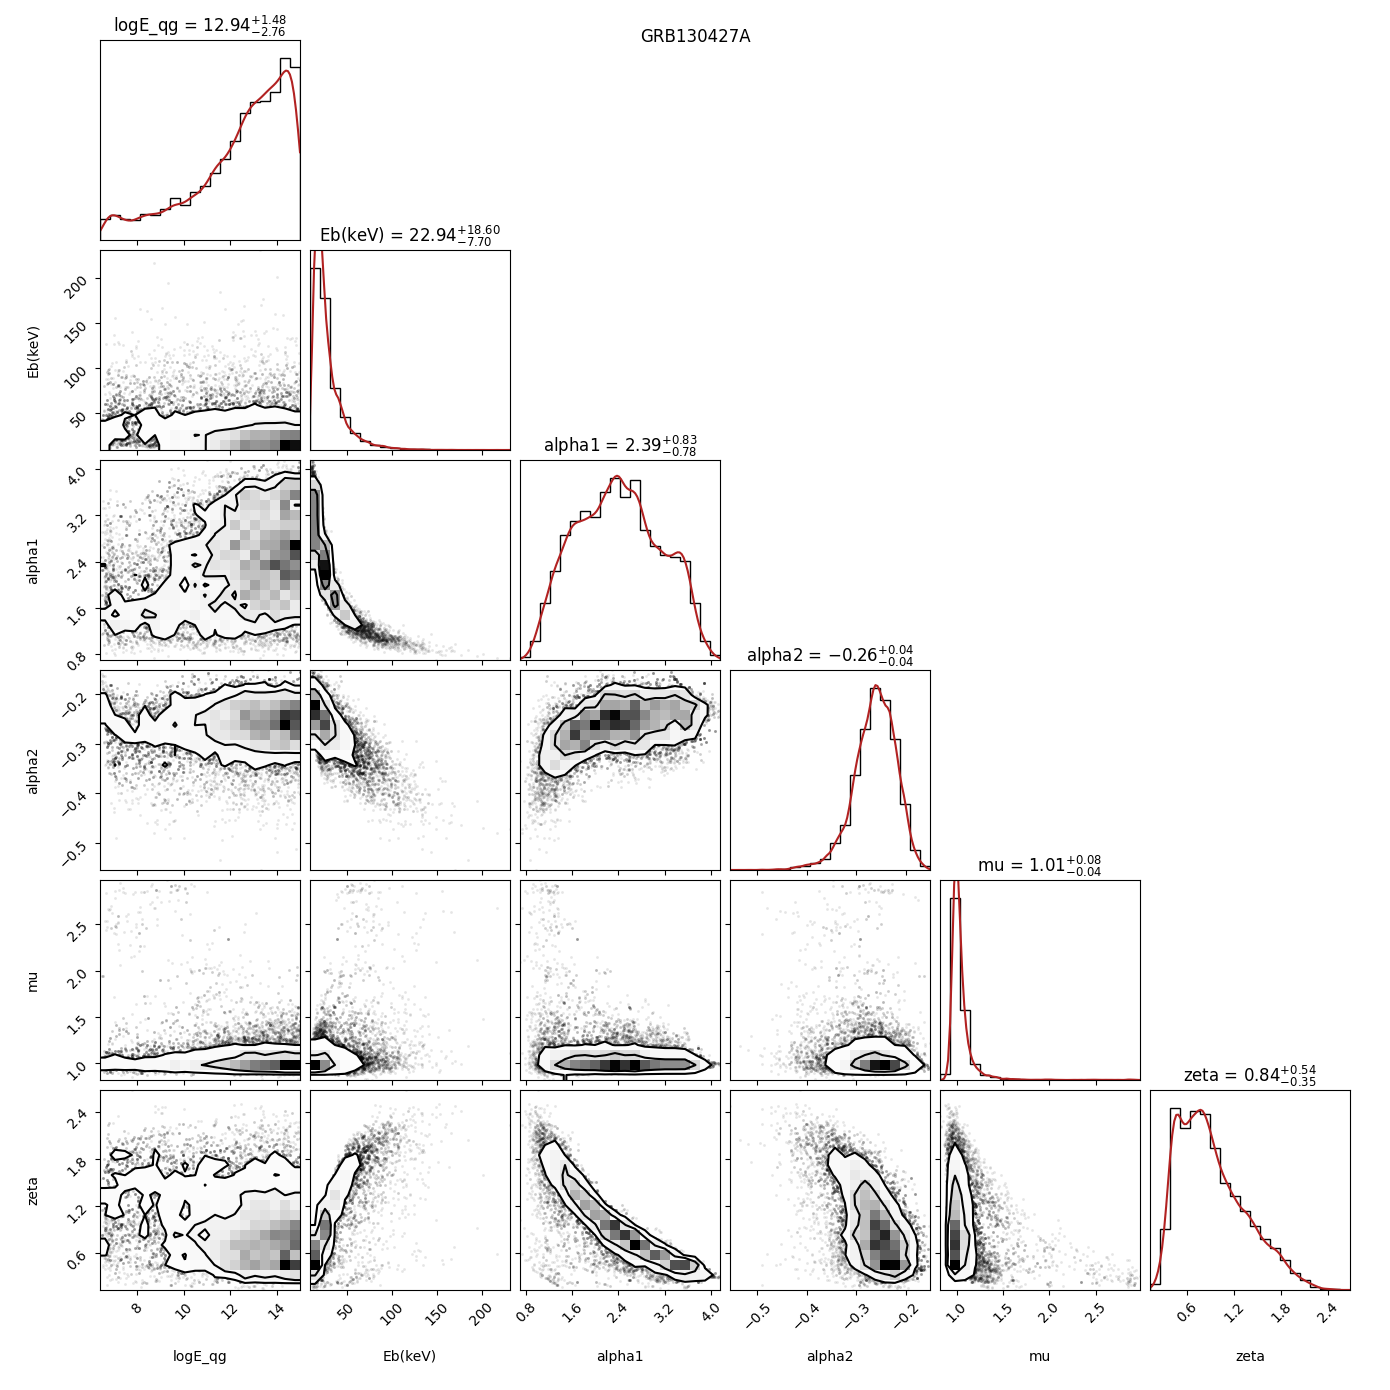 GRB130427A
logE_qg = 12.94^{+1.48}_{−2.76}
Eb(keV) = 22.94^{+18.60}_{−7.70}
200
150
100
50
Eb(keV)
alpha1 = 2.39^{+0.83}_{−0.78}
4.0
3.2
2.4
1.6
0.8
alpha1
alpha2 = −0.26^{+0.04}_{−0.04}
−0.2
−0.3
−0.4
−0.5
alpha2
mu = 1.01^{+0.08}_{−0.04}
2.5
2.0
1.5
1.0
mu
zeta = 0.84^{+0.54}_{−0.35}
2.4
1.8
1.2
0.6
zeta
8 10 12 14 50 100 150 200 0.8 1.6 2.4 3.2 4.0 −0.5 −0.4 −0.3 −0.2 1.0 1.5 2.0 2.5 0.6 1.2 1.8 2.4
logE_qg Eb(keV) alpha1 alpha2 mu zeta